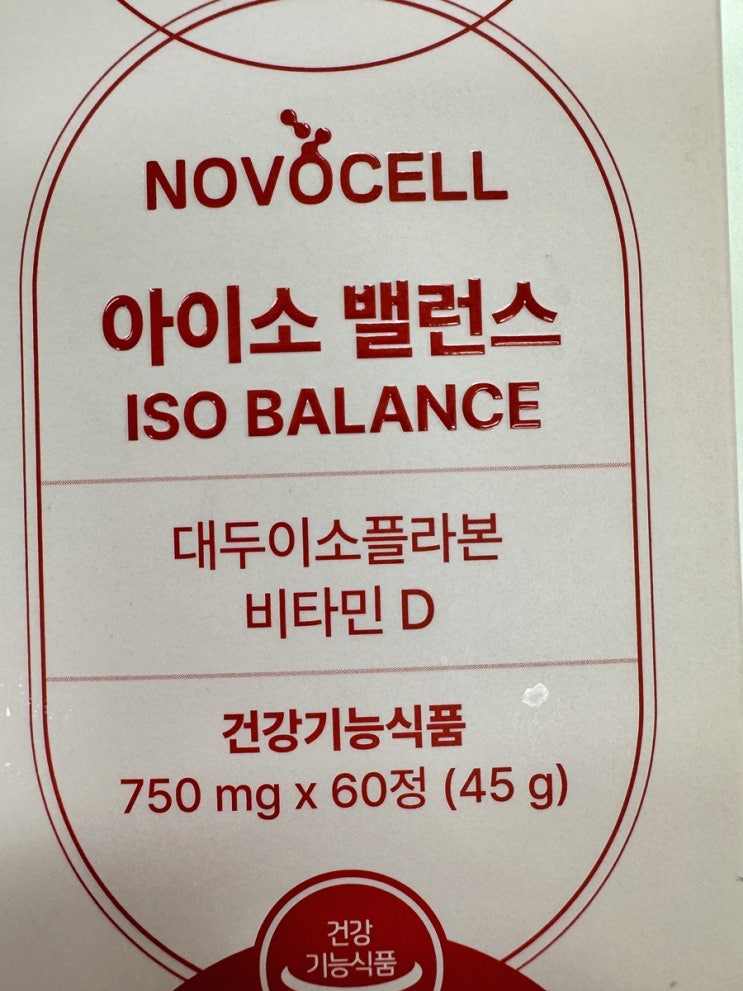 NOVOCELL
아이소 밸런스
ISO BALANCE
대두이소플라본
비타민 D
건강기능식품
750 mg x 60정 (45 g)
건강
기능식품